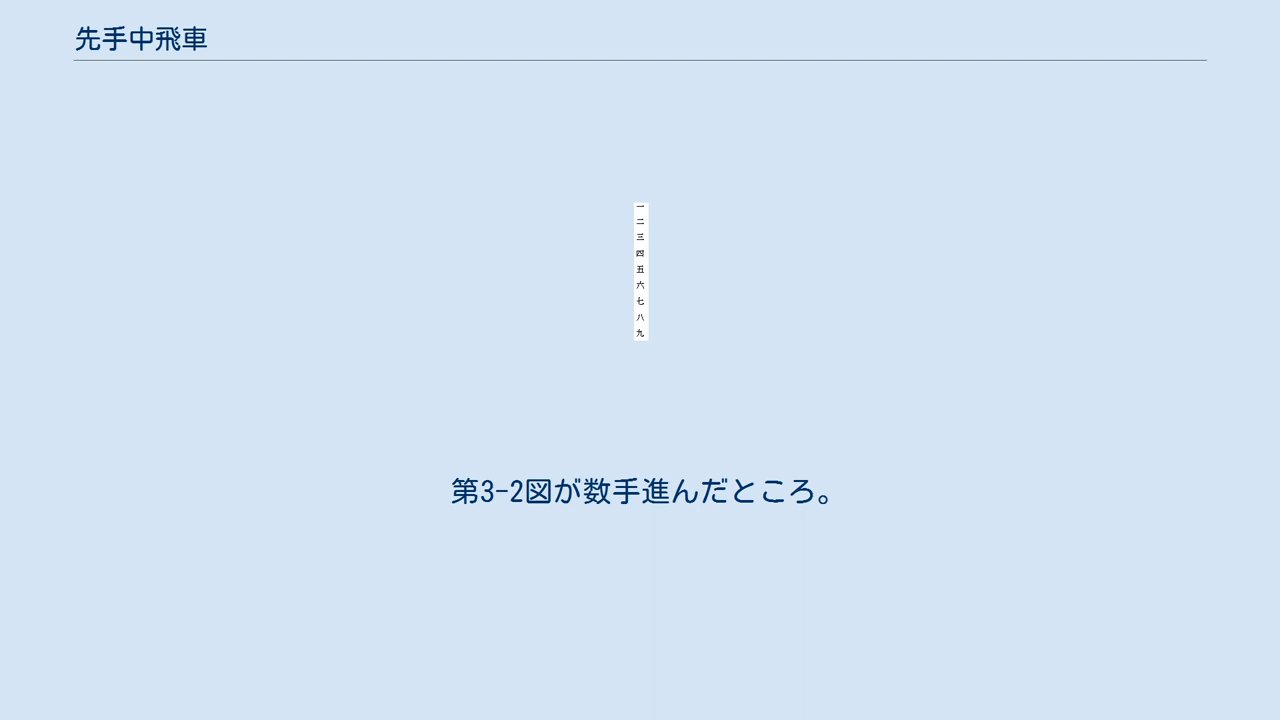 先手中飛車
一
二
三
四
五
六
七
八
九
第3-2図が数手進んだところ。